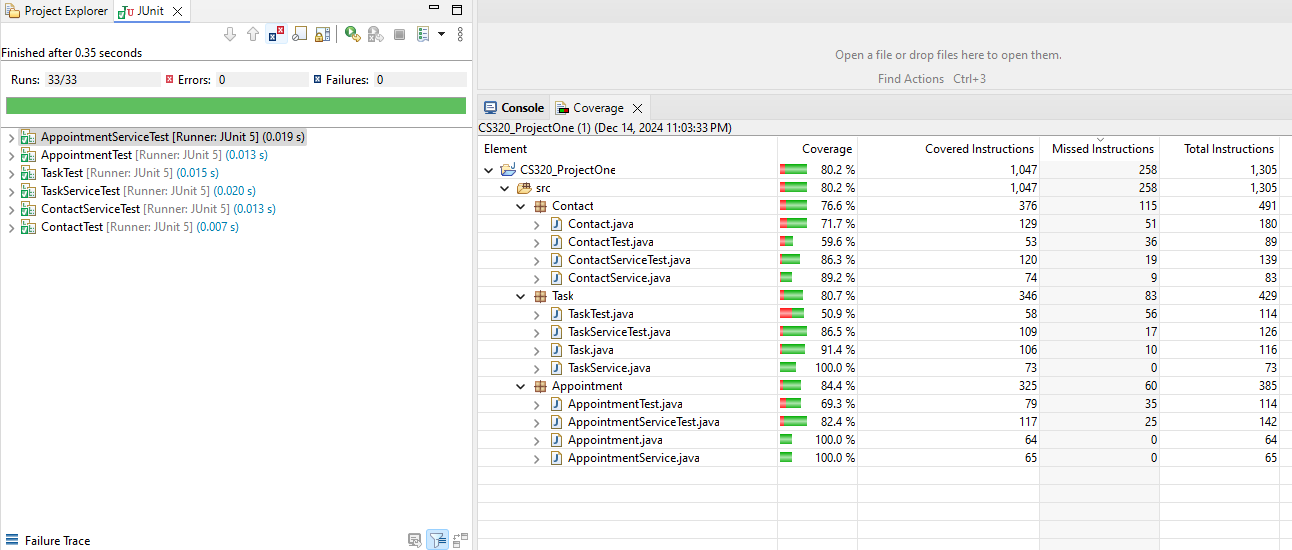 Project Explorer JUnit
Finished after 0.35 seconds
Runs: 33/33 Errors: 0 Failures: 0
AppointmentServiceTest [Runner: JUnit 5] (0.019 s)
AppointmentTest [Runner: JUnit 5] (0.013 s)
TaskTest [Runner: JUnit 5] (0.015 s)
TaskServiceTest [Runner: JUnit 5] (0.020 s)
ContactServiceTest [Runner: JUnit 5] (0.013 s)
ContactTest [Runner: JUnit 5] (0.007 s)
Failure Trace
Open a file or drop files here to open them.
Find Actions Ctrl+3
Console Coverage
CS320_ProjectOne (1) (Dec 14, 2024 11:03:33 PM)
Element Coverage Covered Instructions Missed Instructions Total Instructions
CS320_ProjectOne 80.2 % 1,047 258 1,305
src 80.2 % 1,047 258 1,305
Contact 76.6 % 376 115 491
Contact.java 71.7 % 129 51 180
ContactTest.java 59.6 % 53 36 89
ContactServiceTest.java 86.3 % 120 19 139
ContactService.java 89.2 % 74 9 83
Task 80.7 % 346 83 429
TaskTest.java 50.9 % 58 56 114
TaskServiceTest.java 86.5 % 109 17 126
Task.java 91.4 % 106 10 116
TaskService.java 100.0 % 73 0 73
Appointment 84.4 % 325 60 385
AppointmentTest.java 69.3 % 79 35 114
AppointmentServiceTest.java 82.4 % 117 25 142
Appointment.java 100.0 % 64 0 64
AppointmentService.java 100.0 % 65 0 65